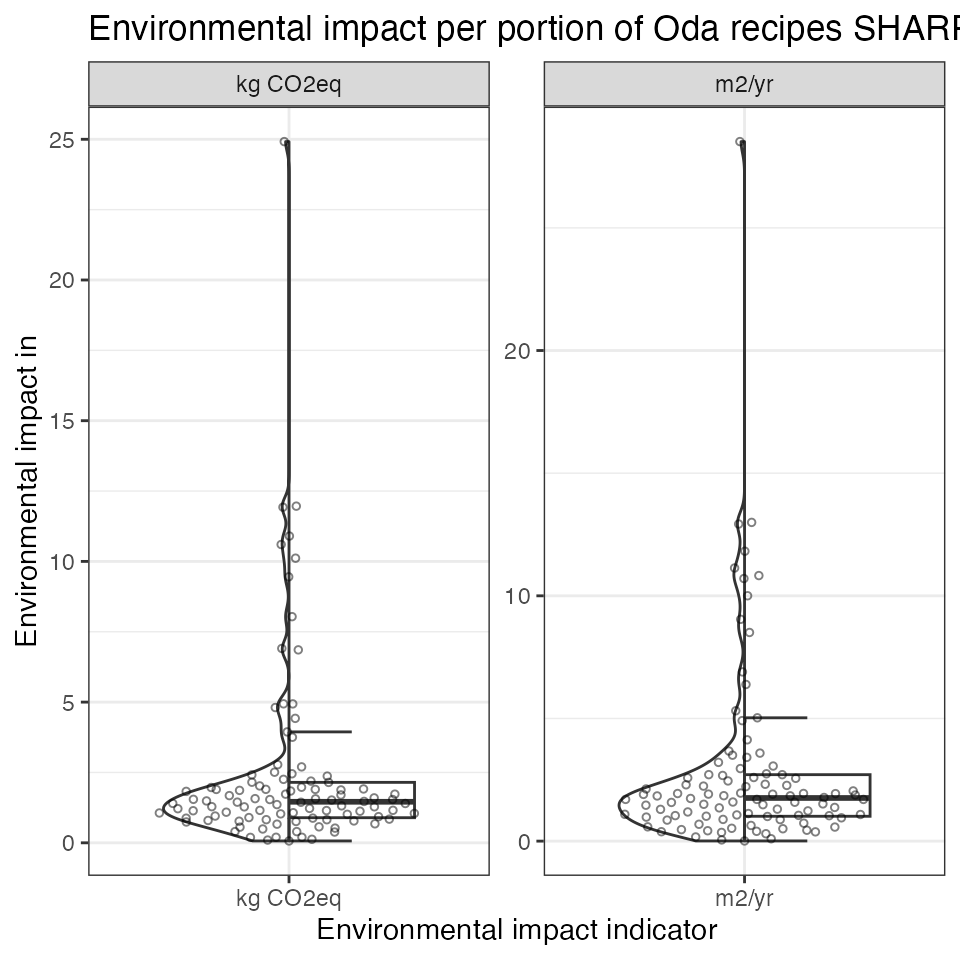 Environmental impact per portion of Oda recipes SHARP
kg CO2eq
m2/yr
Environmental impact in
25
20
15
10
5
0
20
10
0
kg CO2eq
m2/yr
Environmental impact indicator